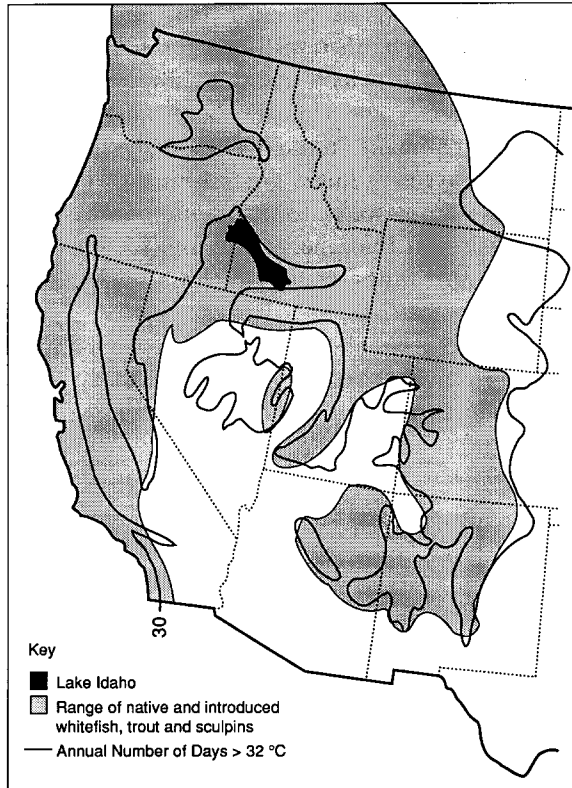 30
Key
Lake Idaho
Range of native and introduced
whitefish, trout and sculpins
Annual Number of Days > 32 °C